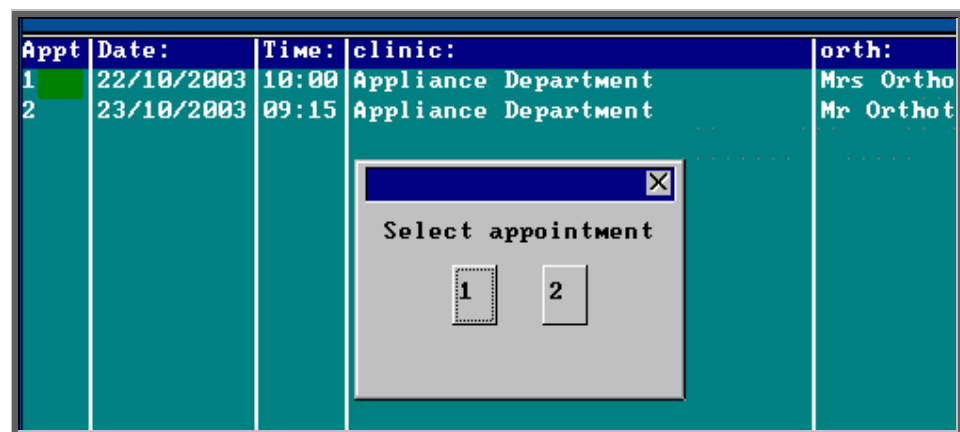 Appt Date: Time: clinic: orth:
1 22/10/2003 10:00 Appliance Department Mrs Ortho
2 23/10/2003 09:15 Appliance Department Mr Orthot
Select appointment
1 2